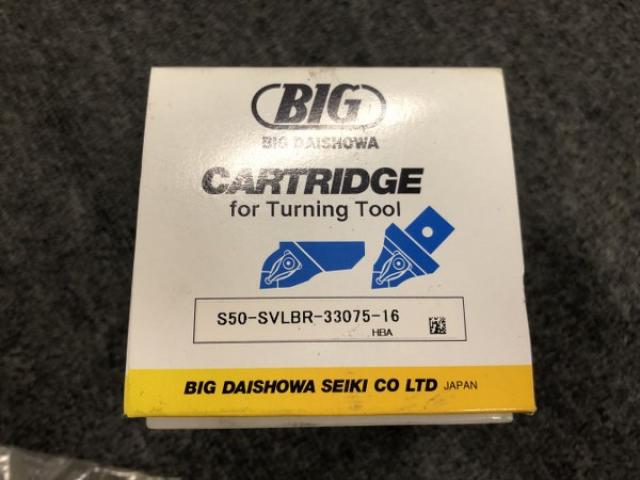 BIG
BIG DAISHOWA
CARTRIDGE
for Turning Tool
S50-SVLBR-33075-16
HBA
BIG DAISHOWA SEIKI CO LTD JAPAN